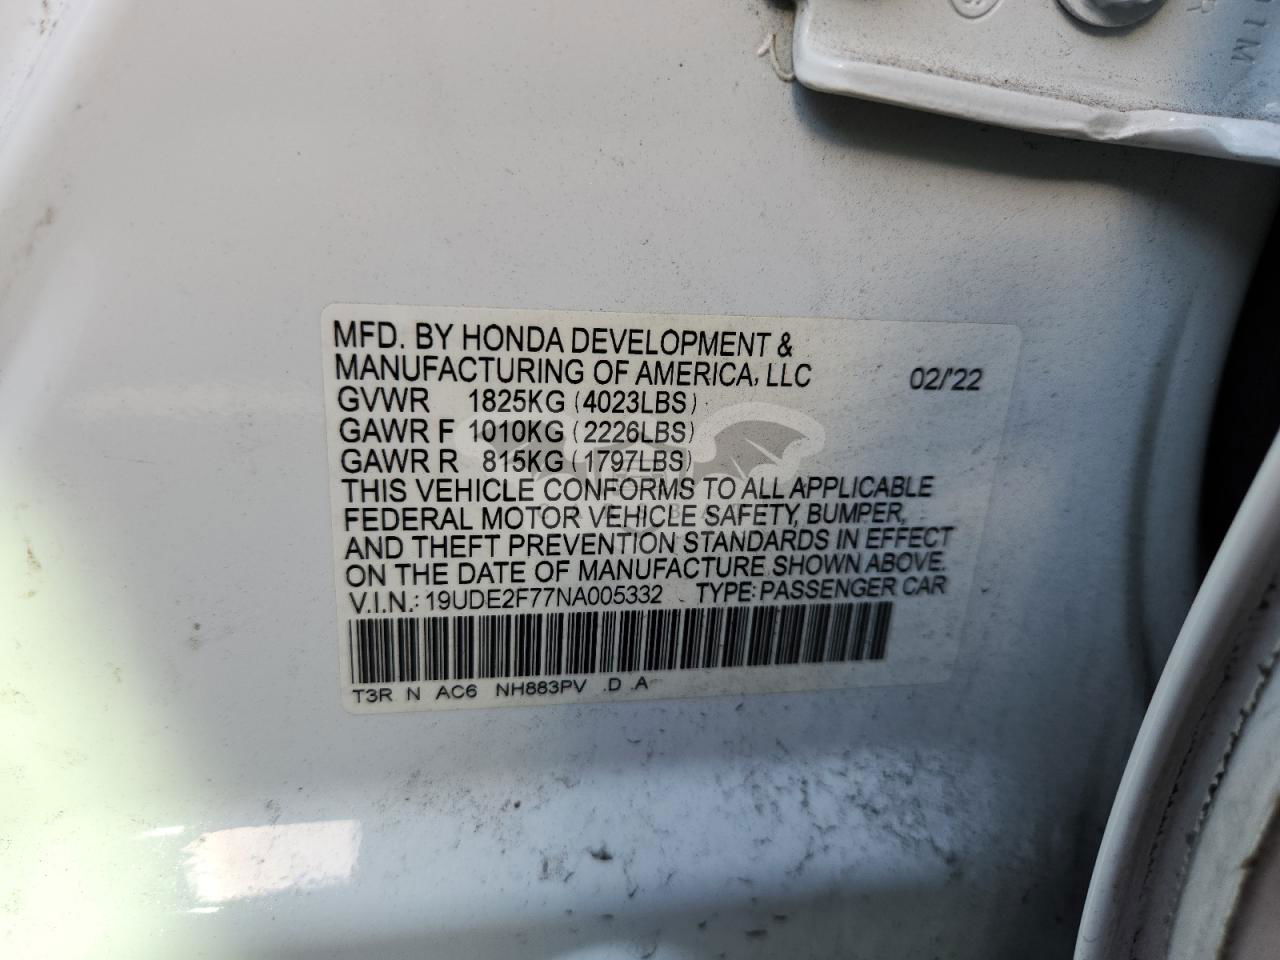 MFD. BY HONDA DEVELOPMENT &
MANUFACTURING OF AMERICA, LLC 02/'22
GVWR 1825KG (4023LBS)
GAWR F 1010KG (2226LBS)
GAWR R 815KG (1797LBS)
THIS VEHICLE CONFORMS TO ALL APPLICABLE
FEDERAL MOTOR VEHICLE SAFETY, BUMPER,
AND THEFT PREVENTION STANDARDS IN EFFECT
ON THE DATE OF MANUFACTURE SHOWN ABOVE.
V.I.N.: 19UDE2F77NA005332 TYPE: PASSENGER CAR
T3R N AC6 NH883PV .D .A